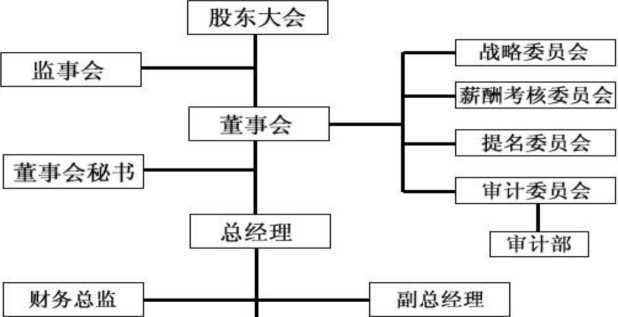 股东大会
监事会
战略委员会
薪酬考核委员会
董事会
提名委员会
董事会秘书
审计委员会
总经理
审计部
财务总监
副总经理